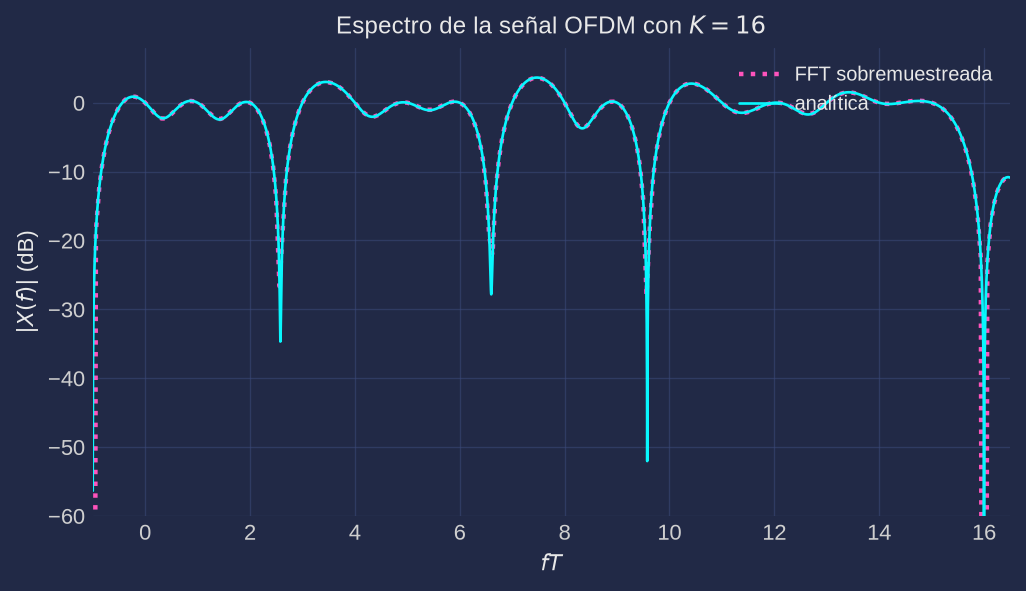 Espectro de la señal OFDM con K = 16
FFT sobremuestreada
analítica
|X(f)| (dB)
0
−10
−20
−30
−40
−50
−60
0 2 4 6 8 10 12 14 16
fT